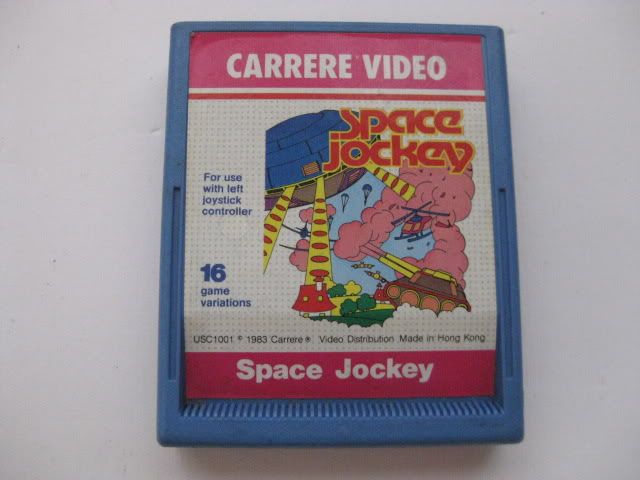 CARRERE VIDEO
space
jockey
For use
with left
joystick
controller
16
game
variations
USC1001 © 1983 Carrere ® Video Distribution Made in Hong Kong
Space Jockey